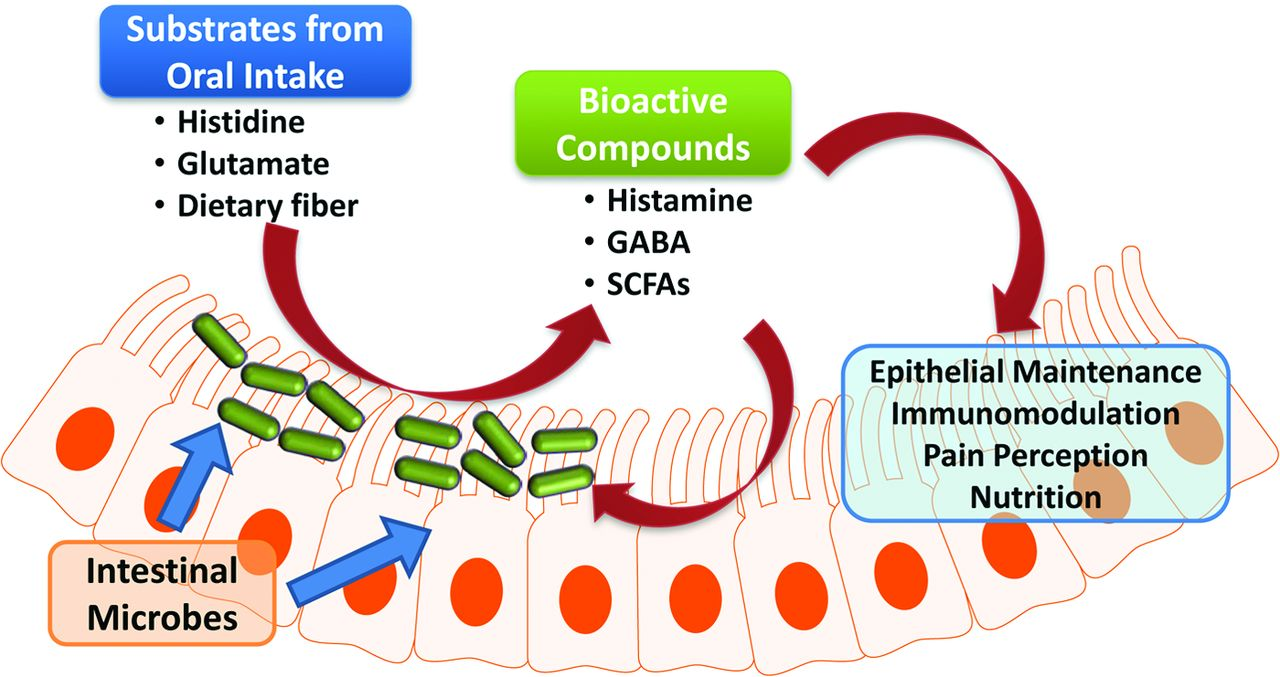 Substrates from
Oral Intake
• Histidine
• Glutamate
• Dietary fiber
Bioactive
Compounds
• Histamine
• GABA
• SCFAs
Epithelial Maintenance
Immunomodulation
Pain Perception
Nutrition
Intestinal
Microbes